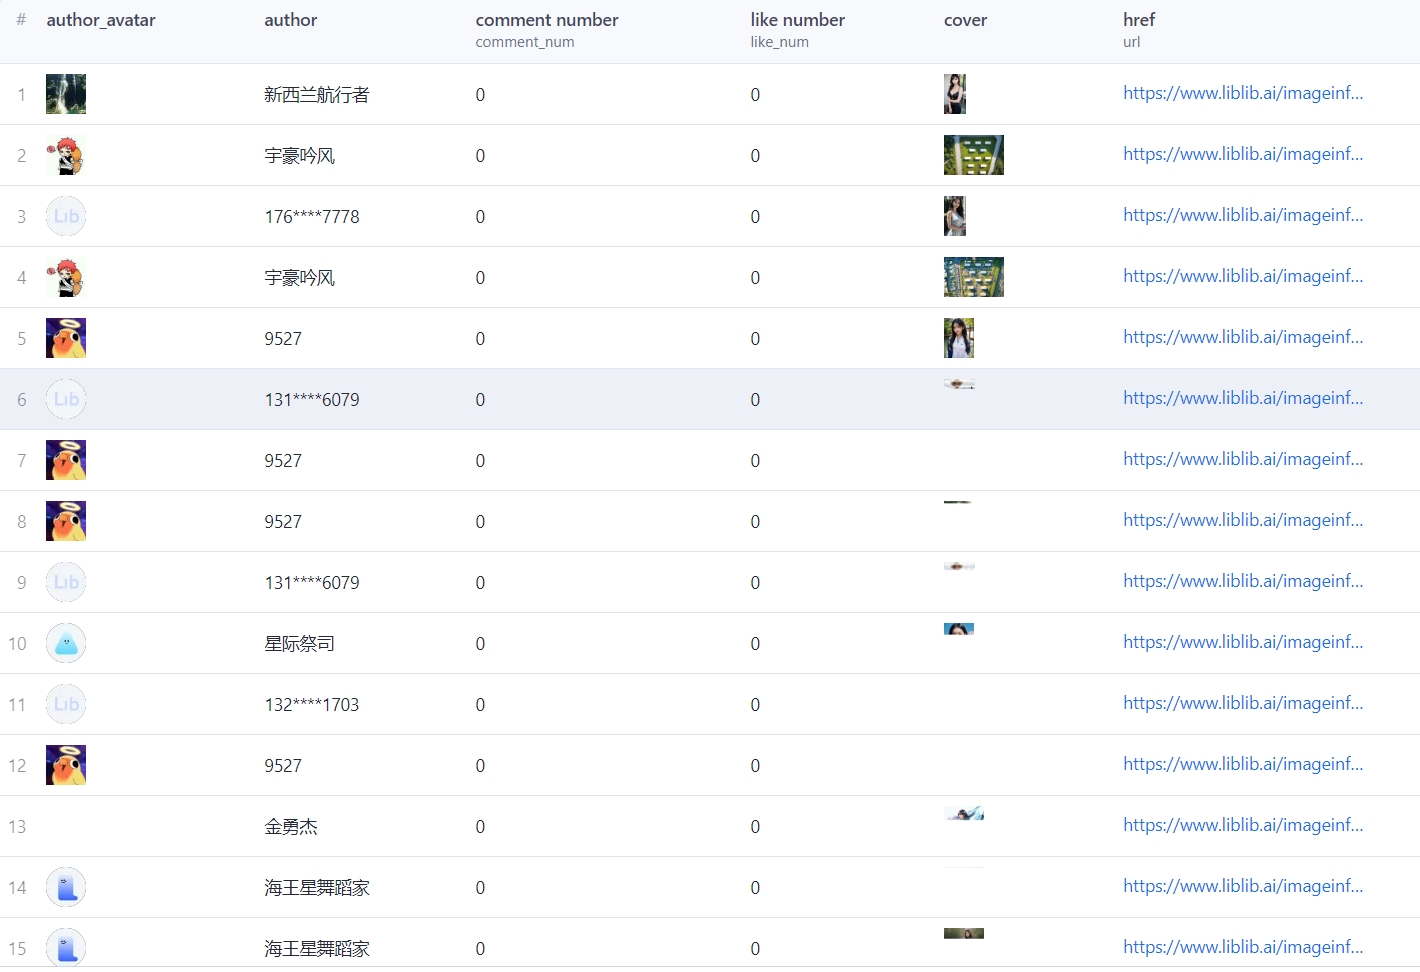 # author_avatar author comment number like number cover href
comment_num like_num url
1 新西兰航行者 0 0 https://www.liblib.ai/imageinf...
2 宇豪吟风 0 0 https://www.liblib.ai/imageinf...
3 Lib 176****7778 0 0 https://www.liblib.ai/imageinf...
4 宇豪吟风 0 0 https://www.liblib.ai/imageinf...
5 9527 0 0 https://www.liblib.ai/imageinf...
6 Lib 131****6079 0 0 https://www.liblib.ai/imageinf...
7 9527 0 0 https://www.liblib.ai/imageinf...
8 9527 0 0 https://www.liblib.ai/imageinf...
9 Lib 131****6079 0 0 https://www.liblib.ai/imageinf...
10 星际祭司 0 0 https://www.liblib.ai/imageinf...
11 Lib 132****1703 0 0 https://www.liblib.ai/imageinf...
12 9527 0 0 https://www.liblib.ai/imageinf...
13 金勇杰 0 0 https://www.liblib.ai/imageinf...
14 海王星舞蹈家 0 0 https://www.liblib.ai/imageinf...
15 海王星舞蹈家 0 0 https://www.liblib.ai/imageinf...